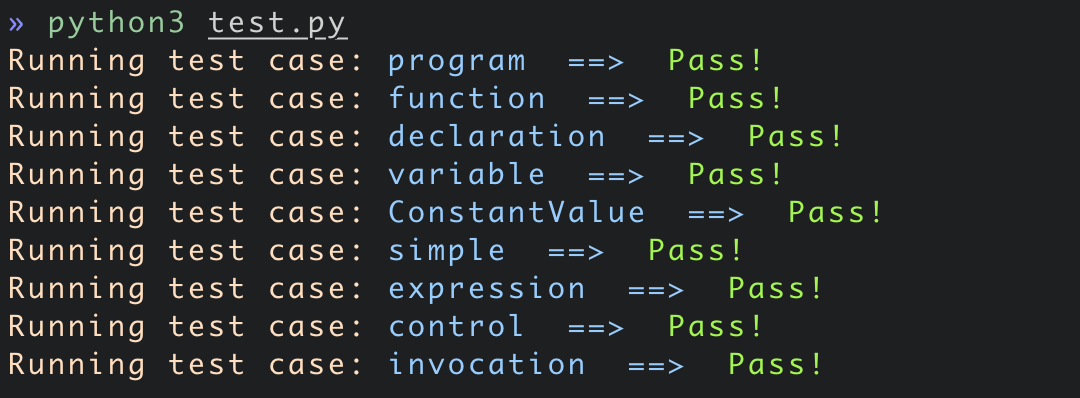 » python3 test.py
Running test case: program  ==>  Pass!
Running test case: function  ==>  Pass!
Running test case: declaration  ==>  Pass!
Running test case: variable  ==>  Pass!
Running test case: ConstantValue  ==>  Pass!
Running test case: simple  ==>  Pass!
Running test case: expression  ==>  Pass!
Running test case: control  ==>  Pass!
Running test case: invocation  ==>  Pass!